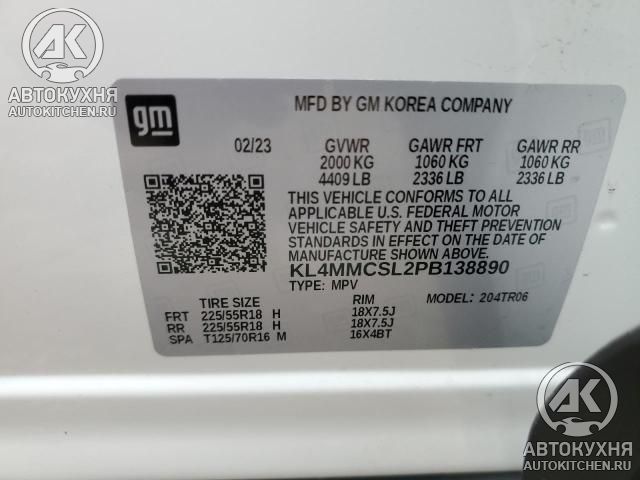 AK
АВТОКУХНЯ
AUTOKITCHEN.RU
gm
MFD BY GM KOREA COMPANY
02/23 GVWR GAWR FRT GAWR RR
2000 KG 1060 KG 1060 KG
4409 LB 2336 LB 2336 LB
THIS VEHICLE CONFORMS TO ALL
APPLICABLE U.S. FEDERAL MOTOR
VEHICLE SAFETY AND THEFT PREVENTION
STANDARDS IN EFFECT ON THE DATE OF
MANUFACTURE SHOWN ABOVE.
KL4MMCSL2PB138890
TYPE: MPV MODEL: 204TR06
TIRE SIZE RIM
FRT 225/55R18 H 18X7.5J
RR 225/55R18 H 18X7.5J
SPA T125/70R16 M 16X4BT
AK
АВТОКУХНЯ
AUTOKITCHEN.RU